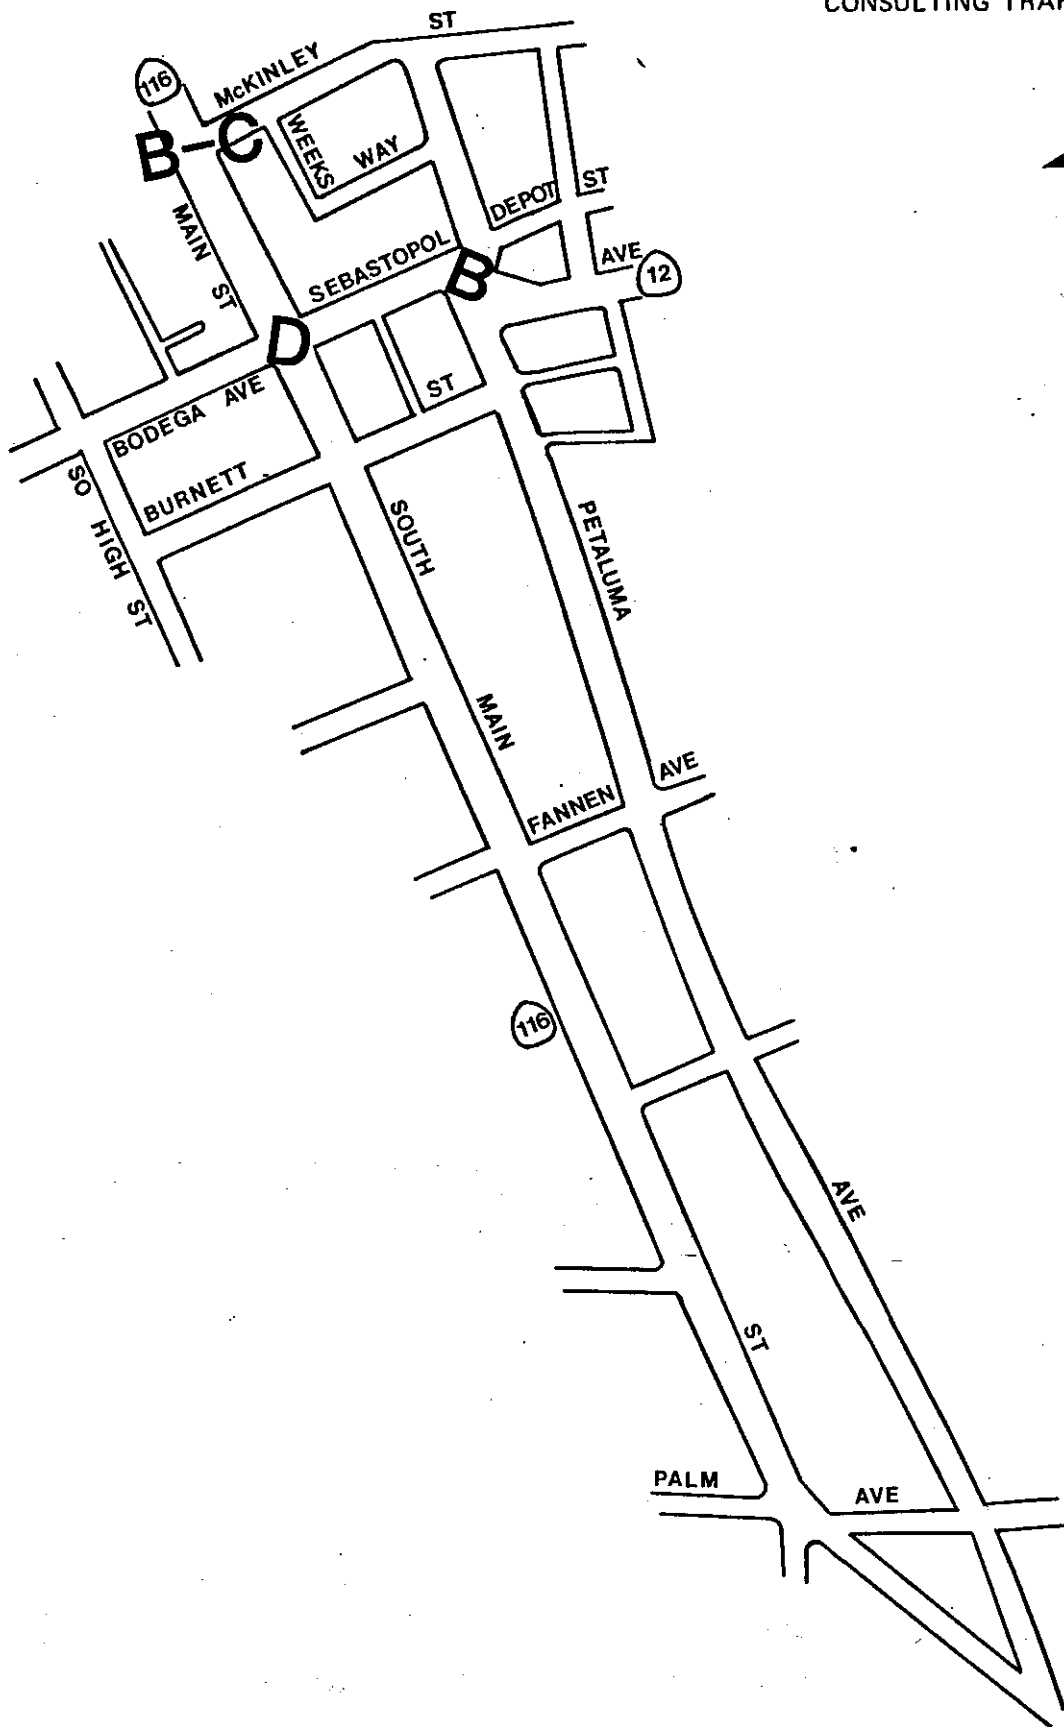 CONSULTING TRAF
ST
116
McKINLEY
B-C
WEEKS
WAY
MAIN
ST
DEPOT
ST
SEBASTOPOL
AVE
12
B
D
ST
BODEGA AVE
BURNETT
SO HIGH ST
SOUTH
PETALUMA
MAIN
FANNEN
AVE
116
AVE
ST
PALM
AVE